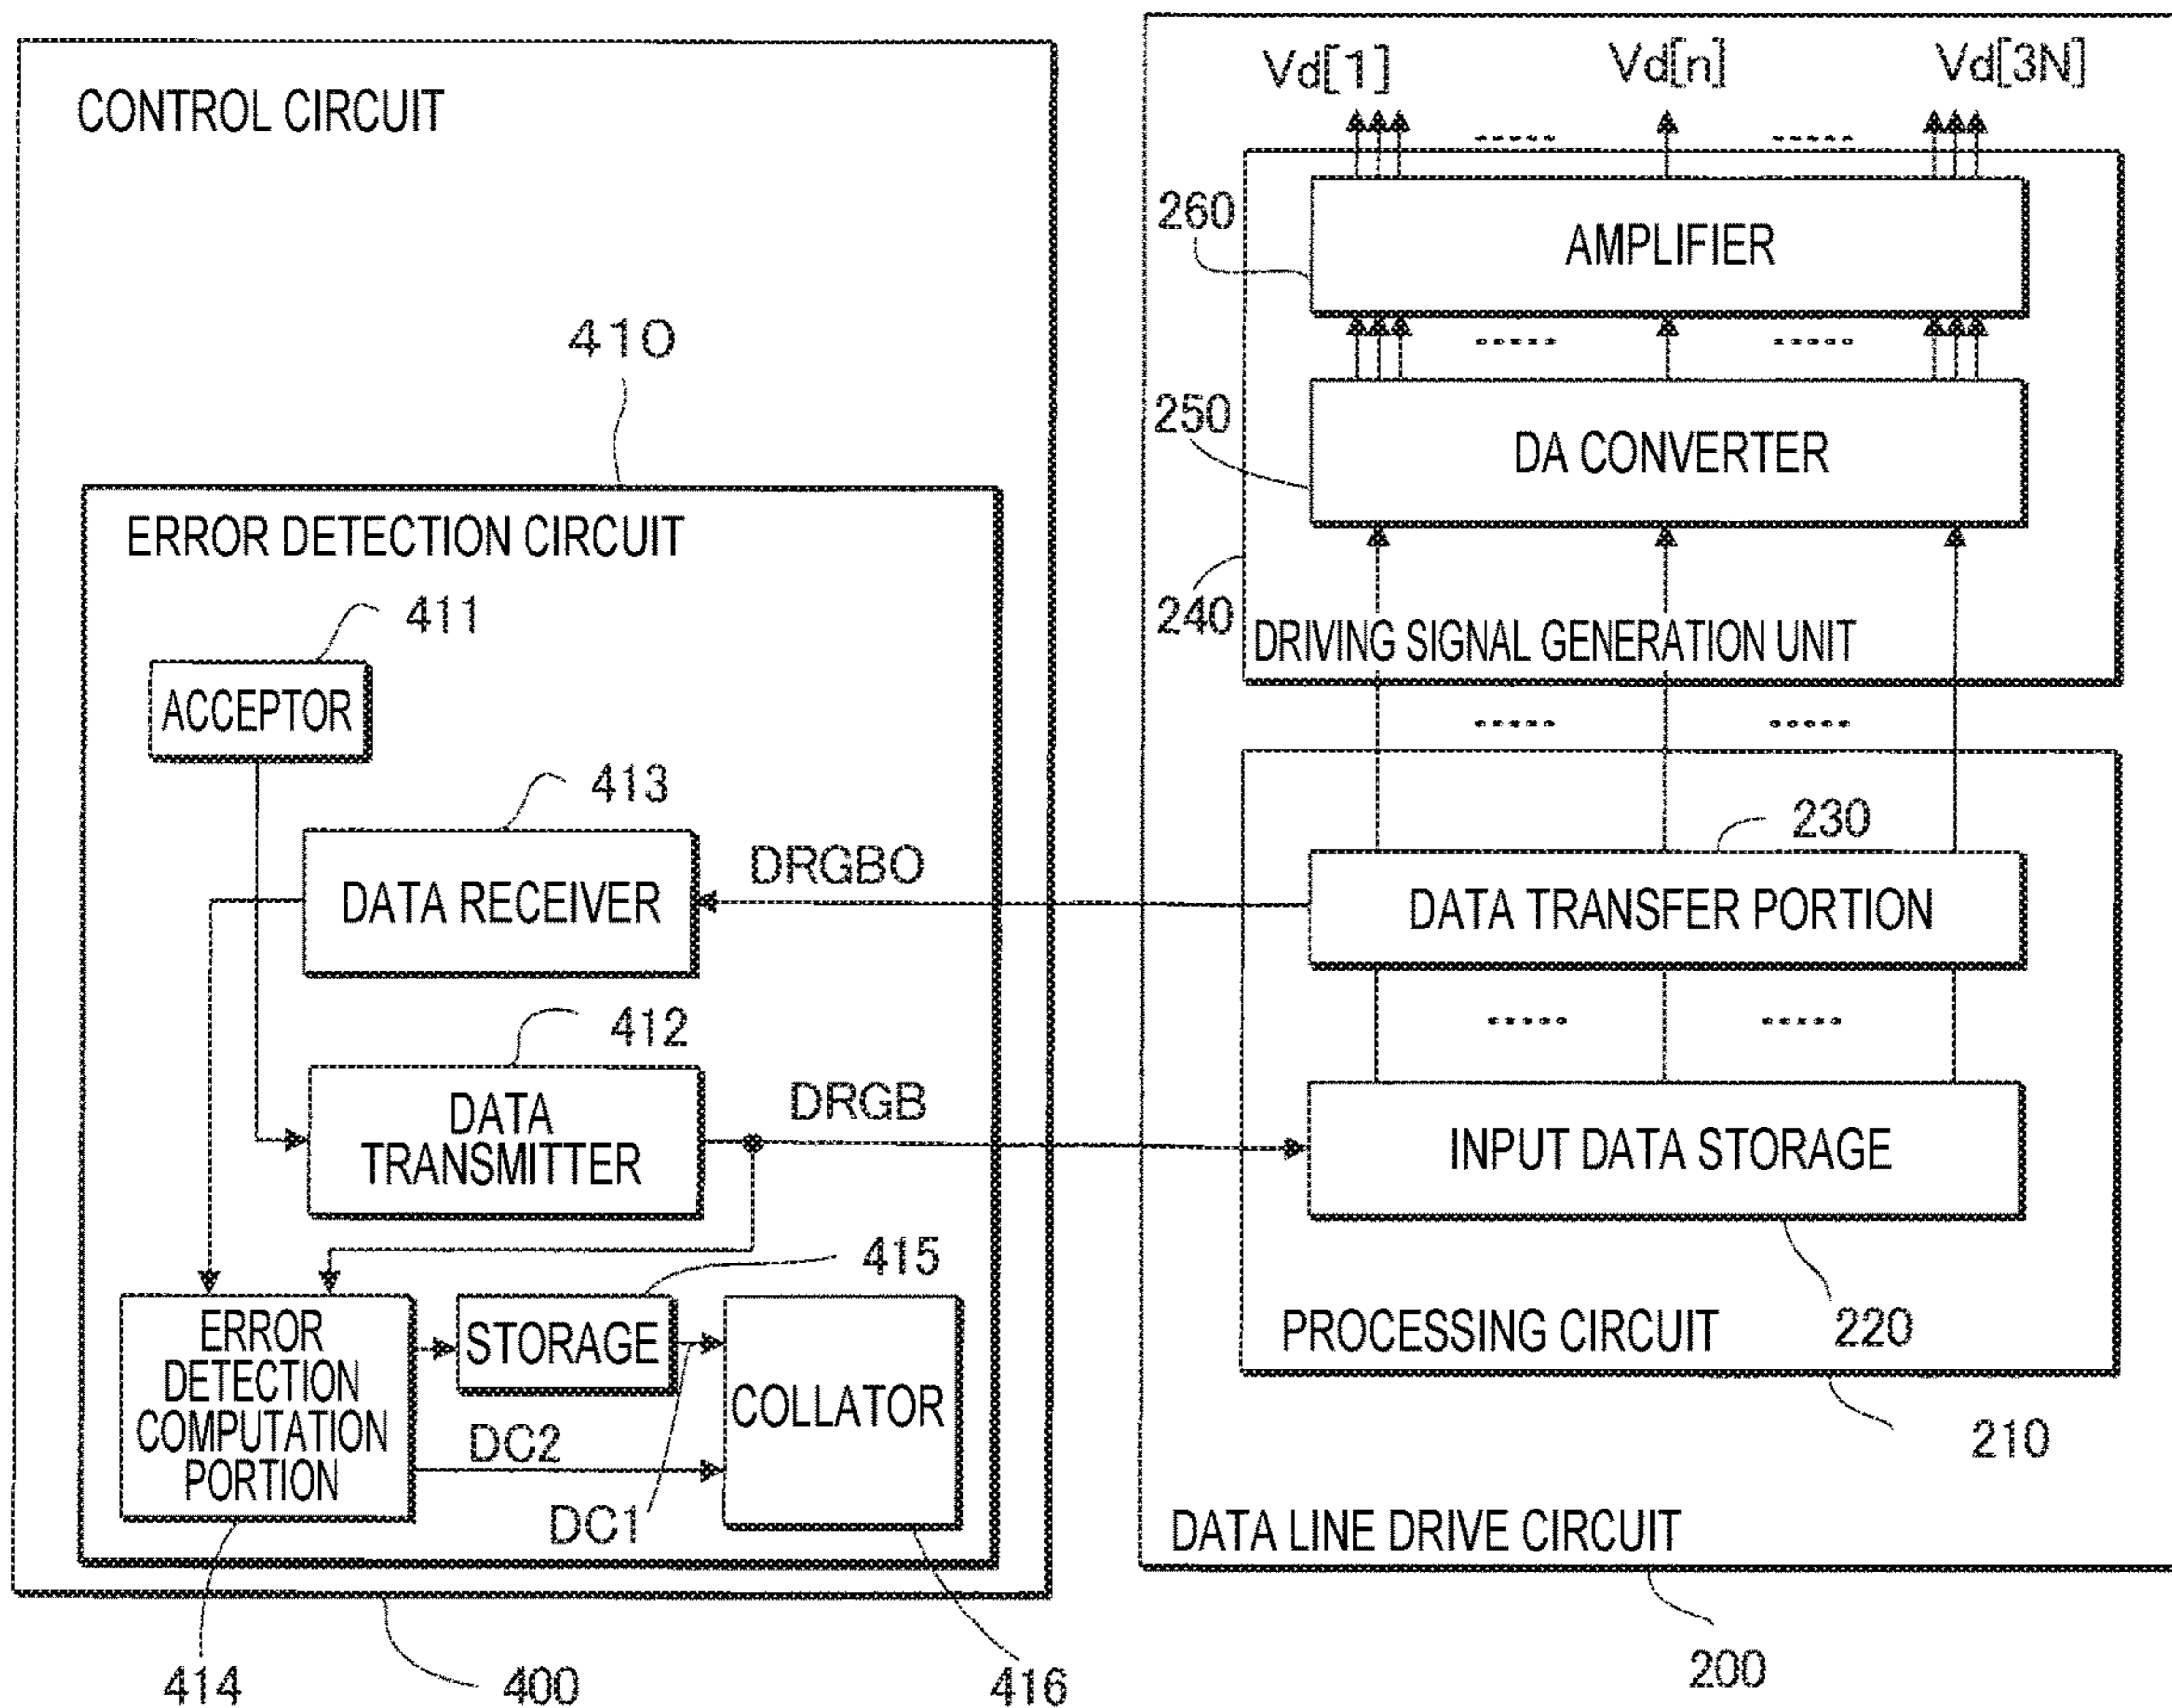 CONTROL CIRCUIT
410
ERROR DETECTION CIRCUIT
411
ACCEPTOR
413
DATA RECEIVER
DRGBO
412
DATA
TRANSMITTER
DRGB
415
ERROR
DETECTION
COMPUTATION
PORTION
STORAGE
COLLATOR
DC2
DC1
414
400
416
Vd[1]
Vd[n]
Vd[3N]
260
AMPLIFIER
250
DA CONVERTER
240
DRIVING SIGNAL GENERATION UNIT
230
DATA TRANSFER PORTION
INPUT DATA STORAGE
PROCESSING CIRCUIT
220
210
DATA LINE DRIVE CIRCUIT
200